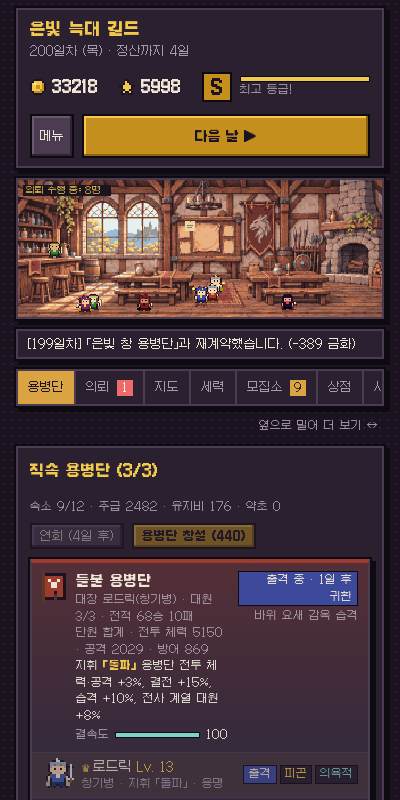 은빛 늑대 길드
200일차 (목) · 정산까지 4일
33218 5998 S 최고 등급!
메뉴 다음 날 ▶
의뢰 수행 중: 8명
[199일차] 「은빛 창 용병단」과 재계약했습니다. (-389 금화)
용병단 의뢰 1 지도 세력 모집소 9 상점
옆으로 밀어 더 보기 ↔
직속 용병단 (3/3)
숙소 9/12 · 주급 2482 · 유지비 176 · 약초 0
연회 (4일 후) 용병단 창설 (440)
들불 용병단
대장 로드릭(창기병) · 대원
3/3 · 전적 68승 10패
단원 합계 · 전투 체력 5150
· 공격 2029 · 방어 869
지휘 「돌파」 용병단 전투 체
력·공격 +3%, 결전 +15%,
습격 +10%, 전사 계열 대원
+8%
결속도 100
출격 중 · 1일 후
귀환
바위 요새 감옥 습격
로드릭 Lv. 13
창기병 · 지휘 「돌파」 · 용명
출격 피곤 의욕적